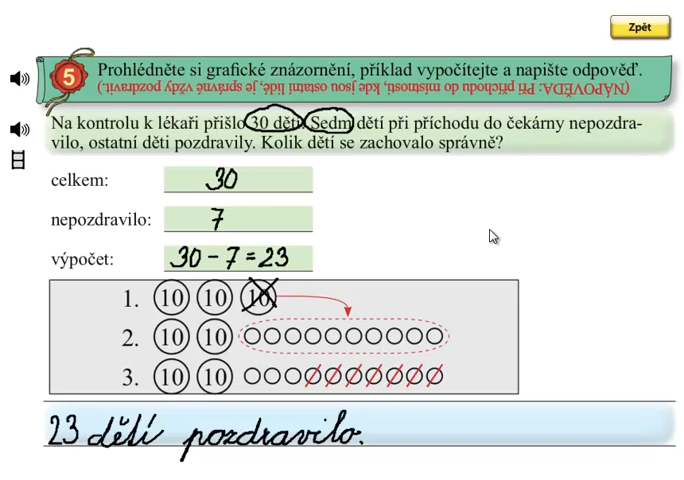 Zpět
5 Prohlédněte si grafické znázornění, příklad vypočítejte a napište odpověď.
(NÁPOVĚDA: Při příchodu do místnosti, kde jsou ostatní lidé, je správné vždy pozdravit.)
Na kontrolu k lékaři přišlo 30 dětí. Sedm dětí při příchodu do čekárny nepozdra-
vilo, ostatní děti pozdravily. Kolik dětí se zachovalo správně?
celkem: 30
nepozdravilo: 7
výpočet: 30 - 7 = 23
1. 10 10 10
2. 10 10
3. 10 10
23 dětí pozdravilo.